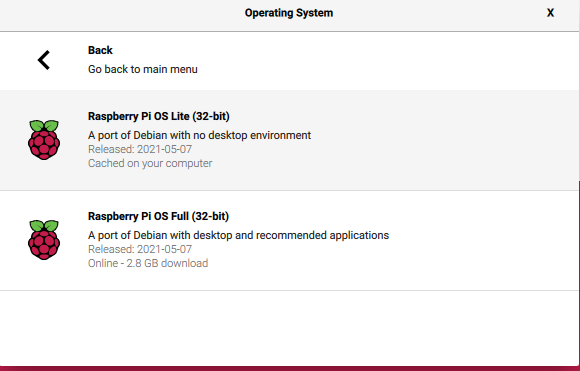 Operating System
X
Back
Go back to main menu
Raspberry Pi OS Lite (32-bit)
A port of Debian with no desktop environment
Released: 2021-05-07
Cached on your computer
Raspberry Pi OS Full (32-bit)
A port of Debian with desktop and recommended applications
Released: 2021-05-07
Online - 2.8 GB download